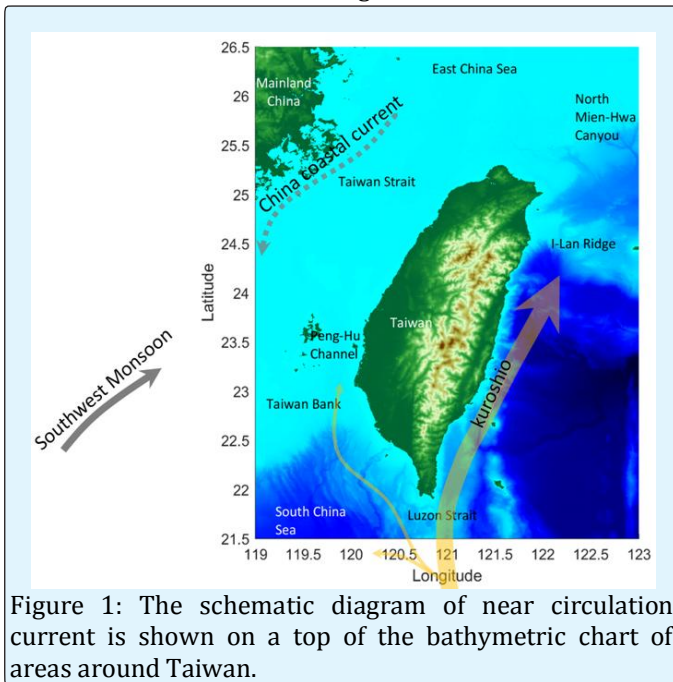 26.5
26
25.5
25
24.5
24
23.5
23
22.5
22
21.5
Latitude
Mainland
China
East China Sea
North
Mien-Hwa
Canyou
China coastal current
Taiwan Strait
I-Lan Ridge
Taiwan
Peng-Hu
Channel
Southwest Monsoon
Taiwan Bank
kuroshio
South China
Sea
Luzon Strait
119 119.5 120 120.5 121 121.5 122 122.5 123
Longitude
Figure 1: The schematic diagram of near circulation
current is shown on a top of the bathymetric chart of
areas around Taiwan.